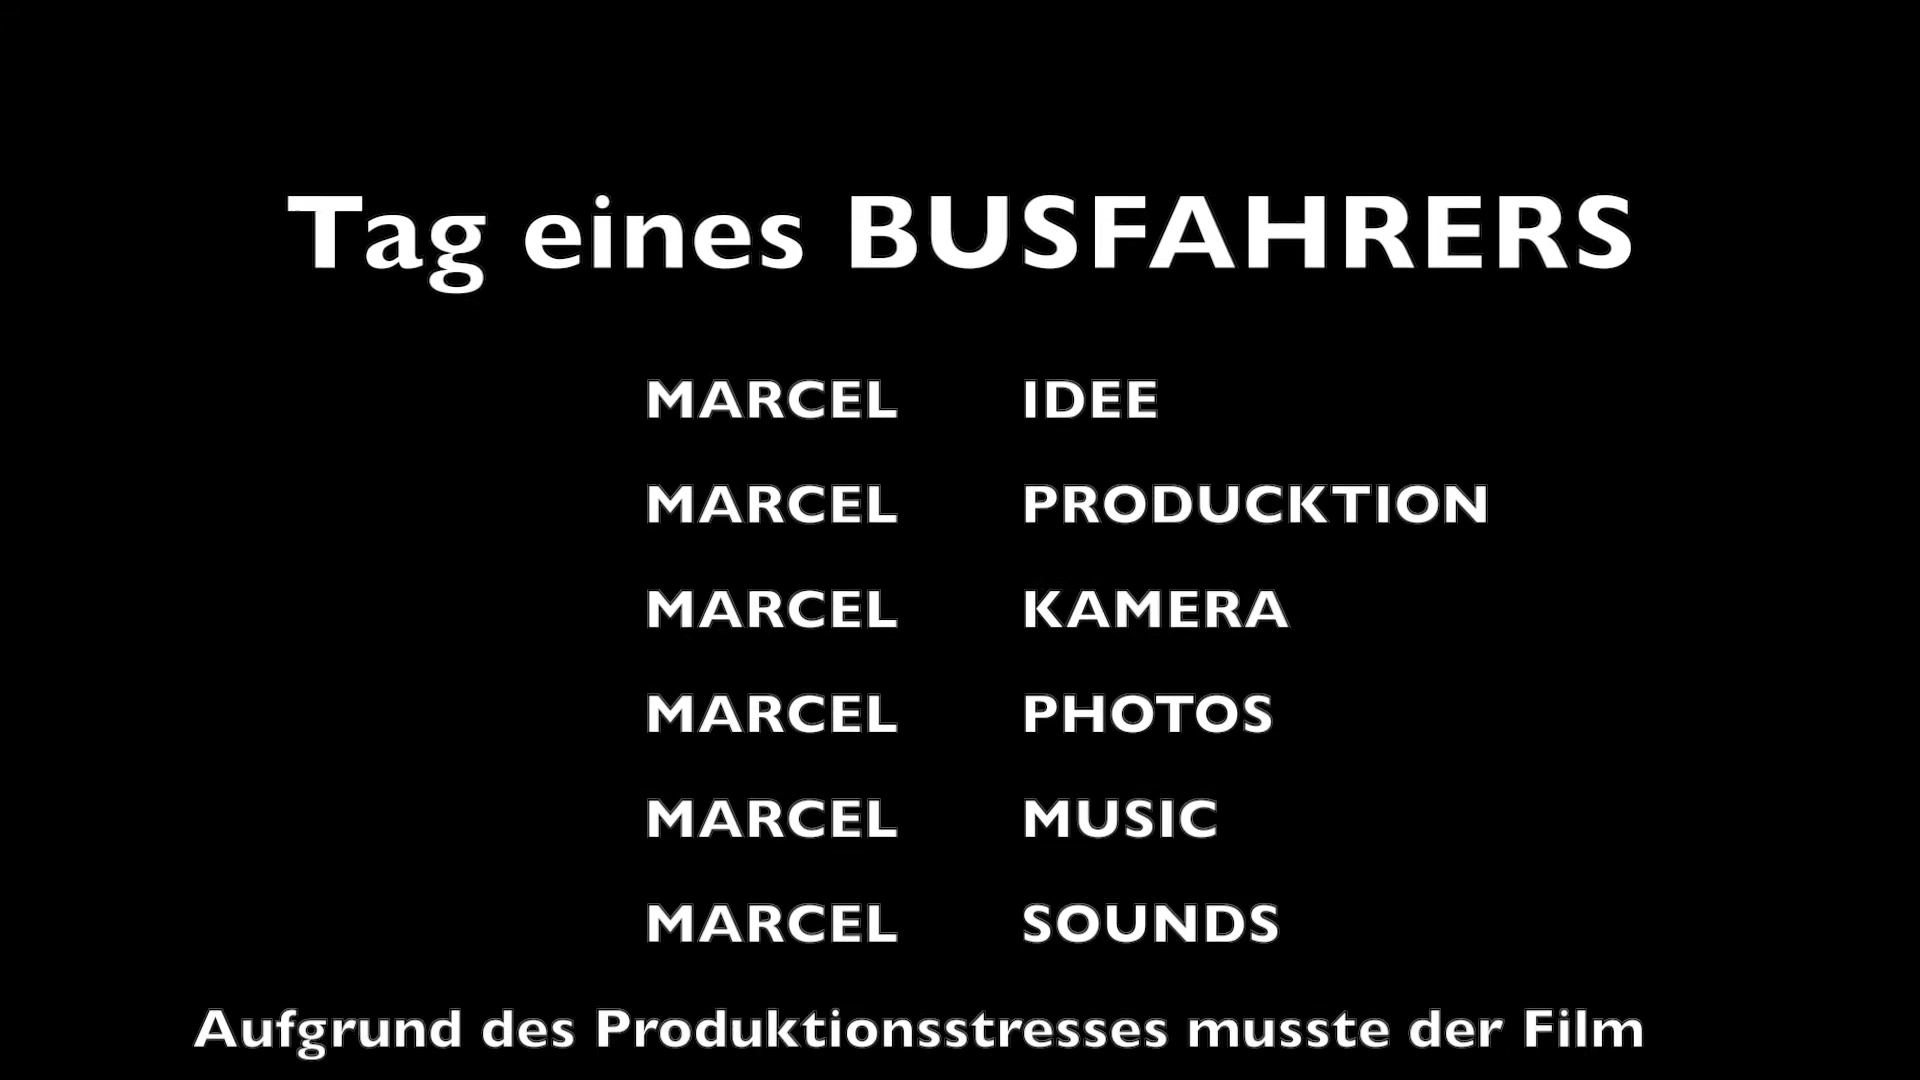 Tag eines BUSFAHRERS
MARCEL IDEE
MARCEL PRODUCKTION
MARCEL KAMERA
MARCEL PHOTOS
MARCEL MUSIC
MARCEL SOUNDS
Aufgrund des Produktionsstresses musste der Film